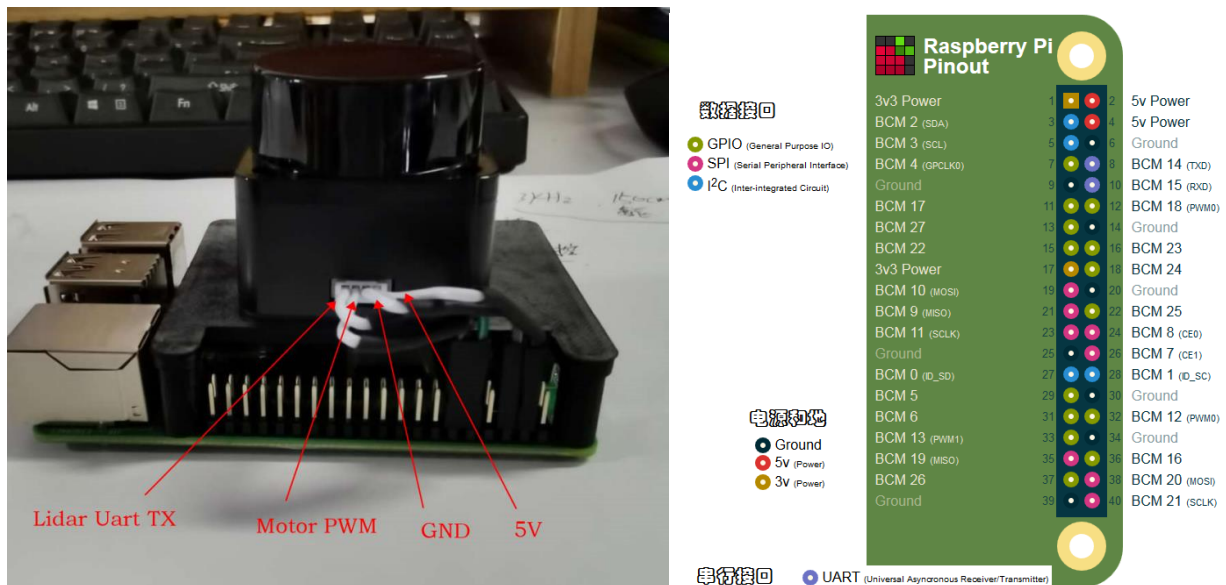 Alt
Fn
Lidar Uart TX
Motor PWM
GND
5V
Raspberry Pi
Pinout
数据接口
GPIO (General Purpose IO)
SPI (Serial Peripheral Interface)
I²C (Inter-integrated Circuit)
电源和地
Ground
5v (Power)
3v (Power)
串行接口
UART (Universal Asyncronous Receiver/Transmitter)
3v3 Power 1 2 5v Power
BCM 2 (SDA) 3 4 5v Power
BCM 3 (SCL) 5 6 Ground
BCM 4 (GPCLK0) 7 8 BCM 14 (TXD)
Ground 9 10 BCM 15 (RXD)
BCM 17 11 12 BCM 18 (PWM0)
BCM 27 13 14 Ground
BCM 22 15 16 BCM 23
3v3 Power 17 18 BCM 24
BCM 10 (MOSI) 19 20 Ground
BCM 9 (MISO) 21 22 BCM 25
BCM 11 (SCLK) 23 24 BCM 8 (CE0)
Ground 25 26 BCM 7 (CE1)
BCM 0 (ID_SD) 27 28 BCM 1 (ID_SC)
BCM 5 29 30 Ground
BCM 6 31 32 BCM 12 (PWM0)
BCM 13 (PWM1) 33 34 Ground
BCM 19 (MISO) 35 36 BCM 16
BCM 26 37 38 BCM 20 (MOSI)
Ground 39 40 BCM 21 (SCLK)